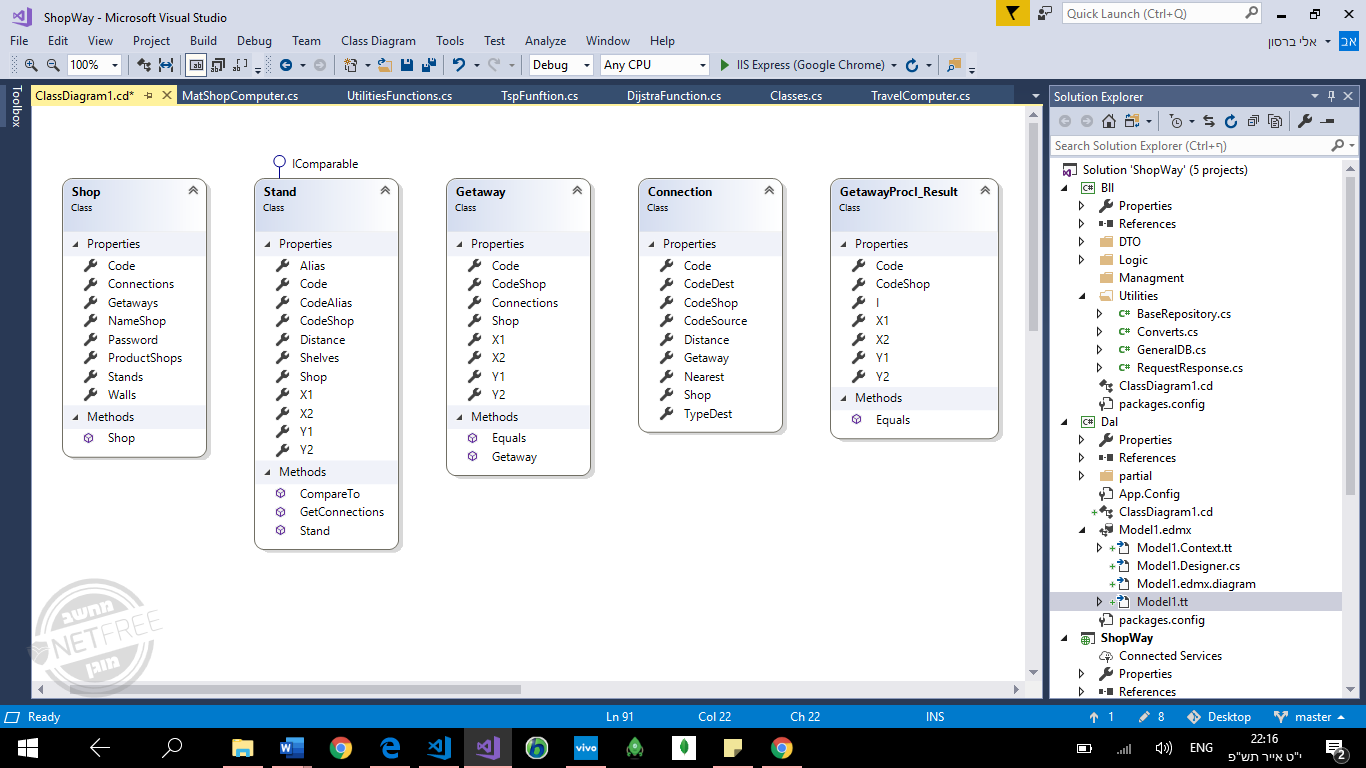 ShopWay - Microsoft Visual Studio
Quick Launch (Ctrl+Q)
File Edit View Project Build Debug Team Class Diagram Tools Test Analyze Window Help
אלי ברסון
אב
100% Debug Any CPU IIS Express (Google Chrome)
Toolbox
ClassDiagram1.cd* MatShopComputer.cs UtilitiesFunctions.cs TspFunftion.cs DijstraFunction.cs Classes.cs TravelComputer.cs
IComparable
Shop
Class
Properties
Code
Connections
Getaways
NameShop
Password
ProductShops
Stands
Walls
Methods
Shop
Stand
Class
Properties
Alias
Code
CodeAlias
CodeShop
Distance
Shelves
Shop
X1
X2
Y1
Y2
Methods
CompareTo
GetConnections
Stand
Getaway
Class
Properties
Code
CodeShop
Connections
Shop
X1
X2
Y1
Y2
Methods
Equals
Getaway
Connection
Class
Properties
Code
CodeDest
CodeShop
CodeSource
Distance
Getaway
Nearest
Shop
TypeDest
GetawayProcI_Result
Class
Properties
Code
CodeShop
I
X1
X2
Y1
Y2
Methods
Equals
Solution Explorer
Search Solution Explorer (Ctrl+ף)
Solution 'ShopWay' (5 projects)
C# Bll
Properties
References
DTO
Logic
Managment
Utilities
C# BaseRepository.cs
C# Converts.cs
C# GeneralDB.cs
C# RequestResponse.cs
ClassDiagram1.cd
packages.config
C# Dal
Properties
References
partial
App.Config
ClassDiagram1.cd
Model1.edmx
Model1.Context.tt
Model1.Designer.cs
Model1.edmx.diagram
Model1.tt
packages.config
ShopWay
Connected Services
Properties
References
מחשב
NETFREE
מוגן
Ready Ln 91 Col 22 Ch 22 INS 1 8 Desktop master
vivo
ENG
22:16
י"ט אייר תש"פ
2